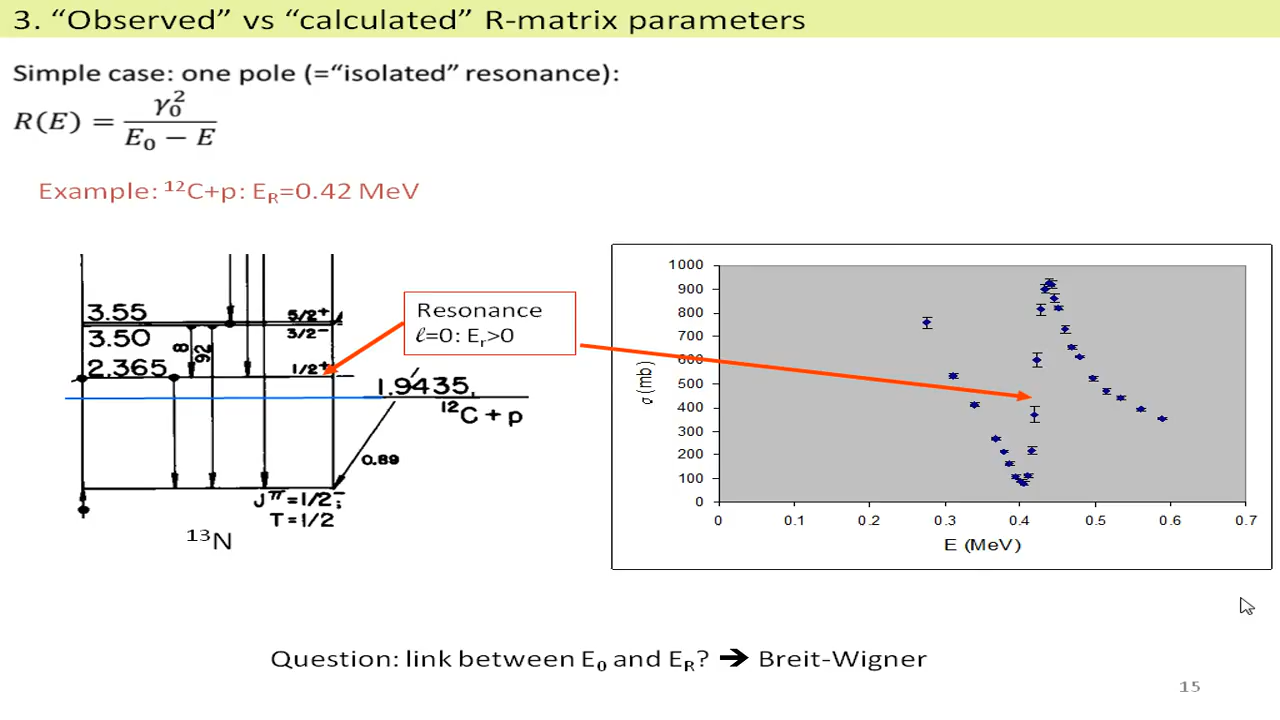 3. “Observed” vs “calculated” R-matrix parameters
Simple case: one pole (=“isolated” resonance):
R(E) = γ₀² / (E₀ − E)
Example: ¹²C+p: E_R=0.42 MeV
3.55
5/2+
3.50
3/2−
8
92
2.365
1/2+
1.9435
¹²C + p
0.89
Jπ=1/2−;
T=1/2
¹³N
Resonance
ℓ=0: E_r>0
1000
900
800
700
600
500
400
300
200
100
0
σ (mb)
0 0.1 0.2 0.3 0.4 0.5 0.6 0.7
E (MeV)
Question: link between E₀ and E_R? ➔ Breit-Wigner
15